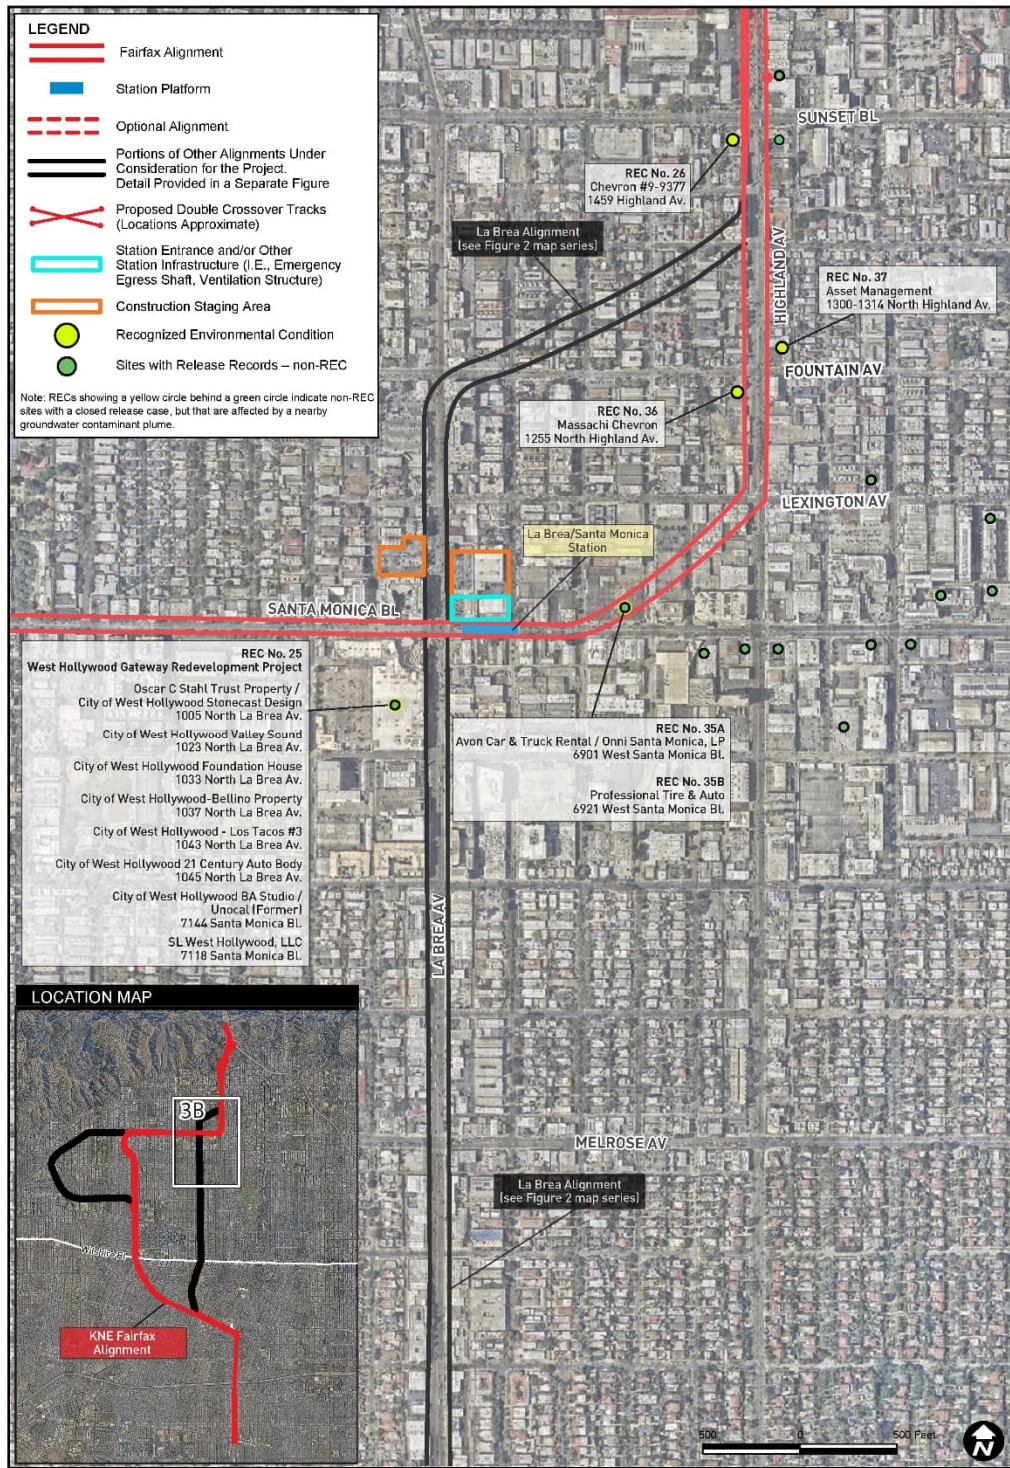 LEGEND
Fairfax Alignment
Station Platform
Optional Alignment
Portions of Other Alignments Under
Consideration for the Project.
Detail Provided in a Separate Figure
Proposed Double Crossover Tracks
(Locations Approximate)
Station Entrance and/or Other
Station Infrastructure (I.E., Emergency
Egress Shaft, Ventilation Structure)
Construction Staging Area
Recognized Environmental Condition
Sites with Release Records – non-REC
Note: RECs showing a yellow circle behind a green circle indicate non-REC
sites with a closed release case, but that are affected by a nearby
groundwater contaminant plume.
SUNSET BL
REC No. 26
Chevron #9-9377
1459 Highland Av.
La Brea Alignment
(see Figure 2 map series)
HIGHLAND AV
REC No. 37
Asset Management
1300-1314 North Highland Av.
FOUNTAIN AV
REC No. 36
Massachi Chevron
1255 North Highland Av.
LEXINGTON AV
La Brea/Santa Monica
Station
SANTA MONICA BL
REC No. 25
West Hollywood Gateway Redevelopment Project
Oscar C Stahl Trust Property /
City of West Hollywood Stonecast Design
1005 North La Brea Av.
City of West Hollywood Valley Sound
1023 North La Brea Av.
City of West Hollywood Foundation House
1033 North La Brea Av.
City of West Hollywood-Bellino Property
1037 North La Brea Av.
City of West Hollywood - Los Tacos #3
1043 North La Brea Av.
City of West Hollywood 21 Century Auto Body
1045 North La Brea Av.
City of West Hollywood BA Studio /
Unocal (Former)
7144 Santa Monica Bl.
SL West Hollywood, LLC
7118 Santa Monica Bl.
REC No. 35A
Avon Car & Truck Rental / Onni Santa Monica, LP
6901 West Santa Monica Bl.
REC No. 35B
Professional Tire & Auto
6921 West Santa Monica Bl.
LA BREA AV
MELROSE AV
La Brea Alignment
(see Figure 2 map series)
LOCATION MAP
3B
Wilshire Bl
KNE Fairfax
Alignment
500 0 500 Feet
N